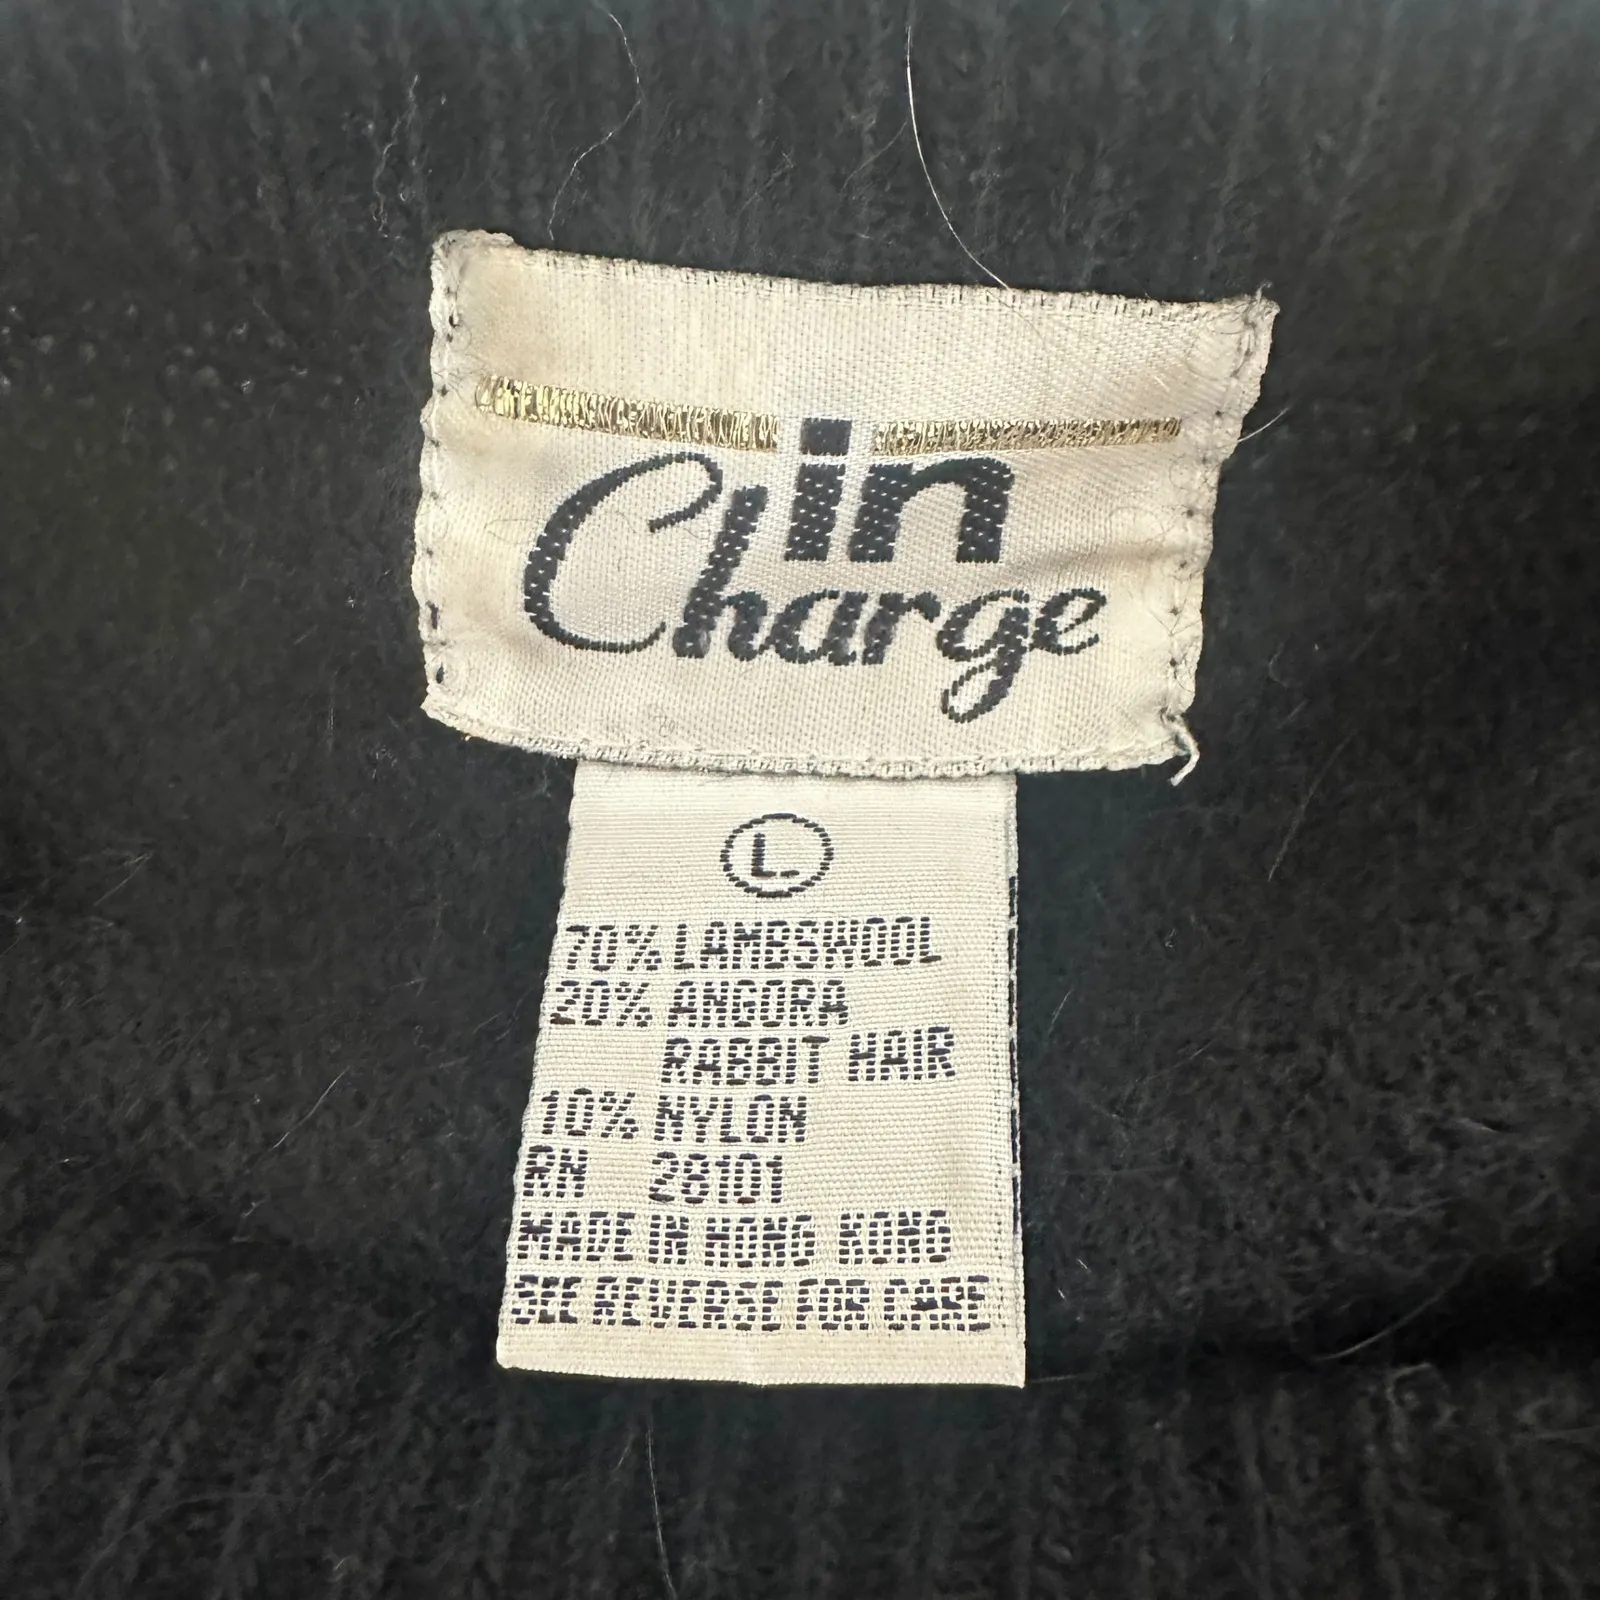 in
Charge
L
70% LAMBSWOOL
20% ANGORA
RABBIT HAIR
10% NYLON
RN 28101
MADE IN HONG KONG
SEE REVERSE FOR CARE